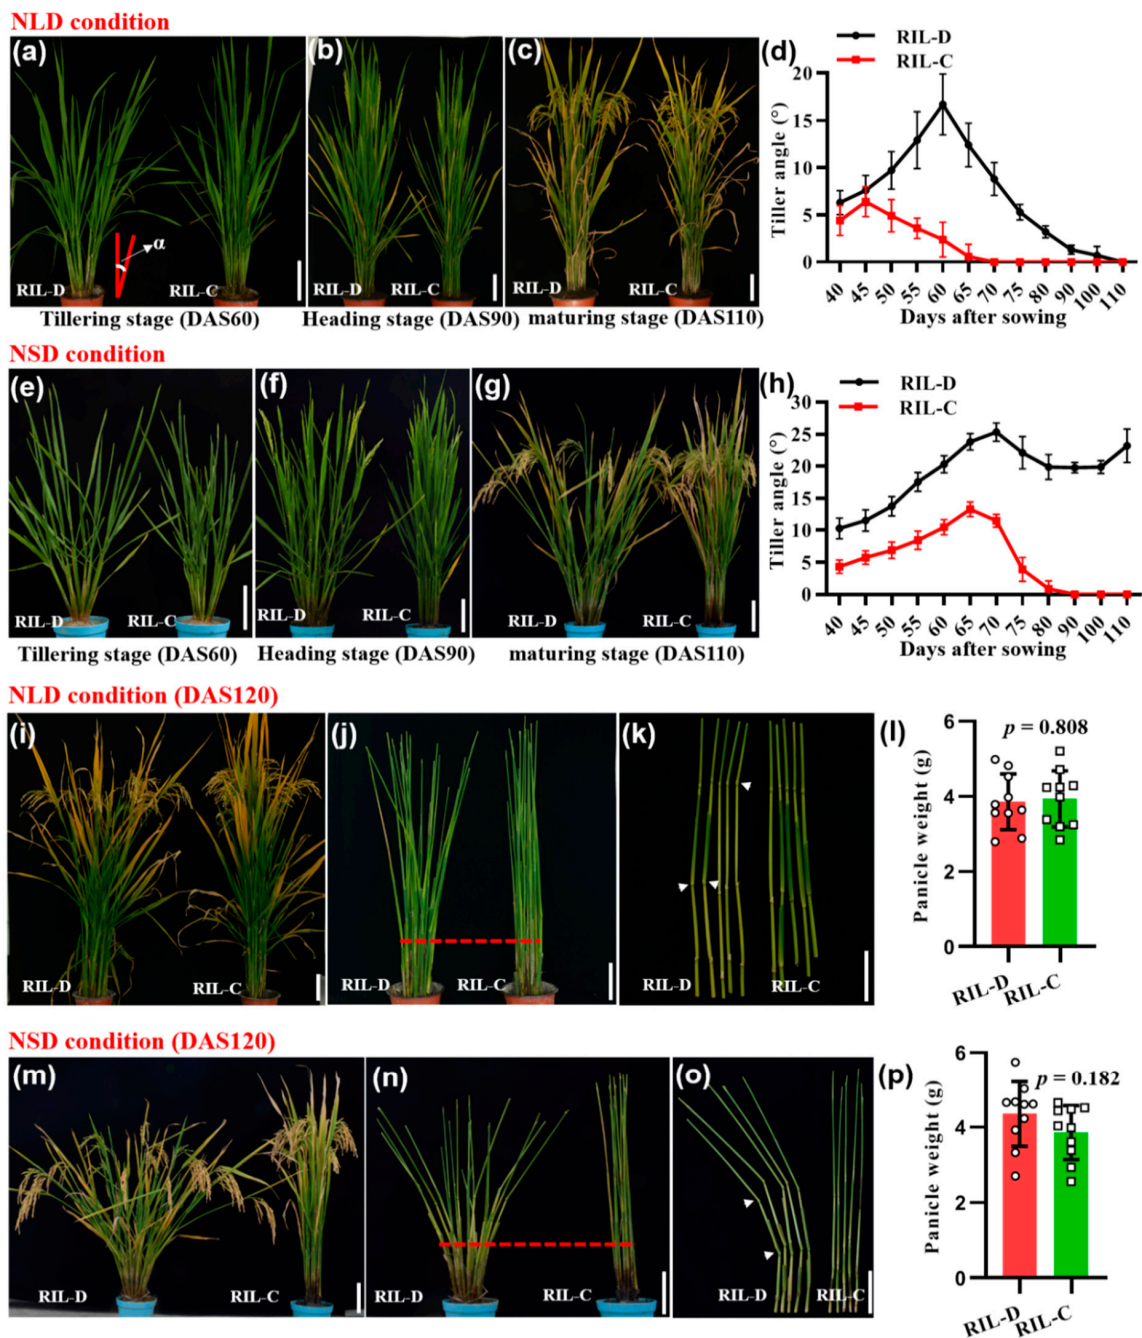 NLD condition
(a)
α
RIL-D
RIL-C
Tillering stage (DAS60)
(b)
RIL-D
RIL-C
Heading stage (DAS90)
(c)
RIL-D
RIL-C
maturing stage (DAS110)
(d)
RIL-D
RIL-C
Tiller angle (°)
20
15
10
5
0
40 45 50 55 60 65 70 75 80 90 100 110
Days after sowing
NSD condition
(e)
RIL-D
RIL-C
Tillering stage (DAS60)
(f)
RIL-D
RIL-C
Heading stage (DAS90)
(g)
RIL-D
RIL-C
maturing stage (DAS110)
(h)
RIL-D
RIL-C
Tiller angle (°)
30
25
20
15
10
5
0
40 45 50 55 60 65 70 75 80 90 100 110
Days after sowing
NLD condition (DAS120)
(i)
RIL-D
RIL-C
(j)
RIL-D
RIL-C
(k)
RIL-D
RIL-C
(l)
p = 0.808
Panicle weight (g)
6
4
2
0
RIL-D
RIL-C
NSD condition (DAS120)
(m)
RIL-D
RIL-C
(n)
RIL-D
RIL-C
(o)
RIL-D
RIL-C
(p)
p = 0.182
Panicle weight (g)
6
4
2
0
RIL-D
RIL-C